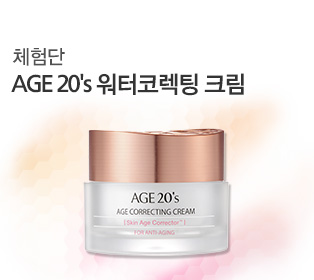 체험단
AGE 20's 워터코렉팅 크림
AGE 20's
AGE CORRECTING CREAM
[ Skin Age Corrector™ ]
FOR ANTI-AGING